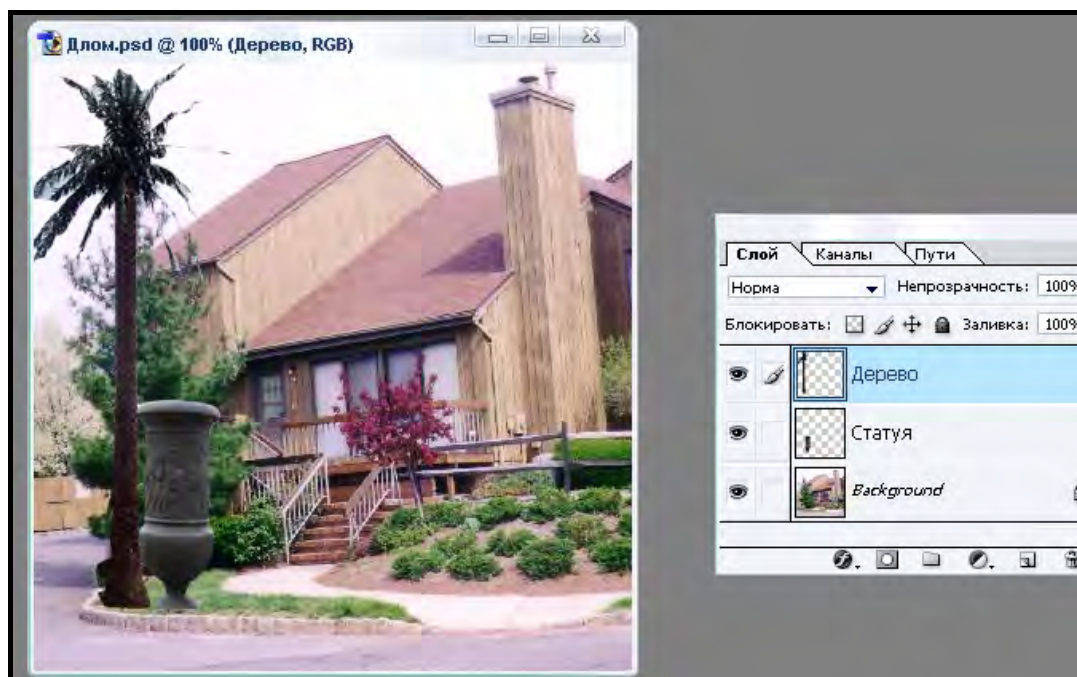 Длом.psd @ 100% (Дерево, RGB)
Слой Каналы Пути
Норма Непрозрачность: 100%
Блокировать: Заливка: 100%
Дерево
Статуя
Background